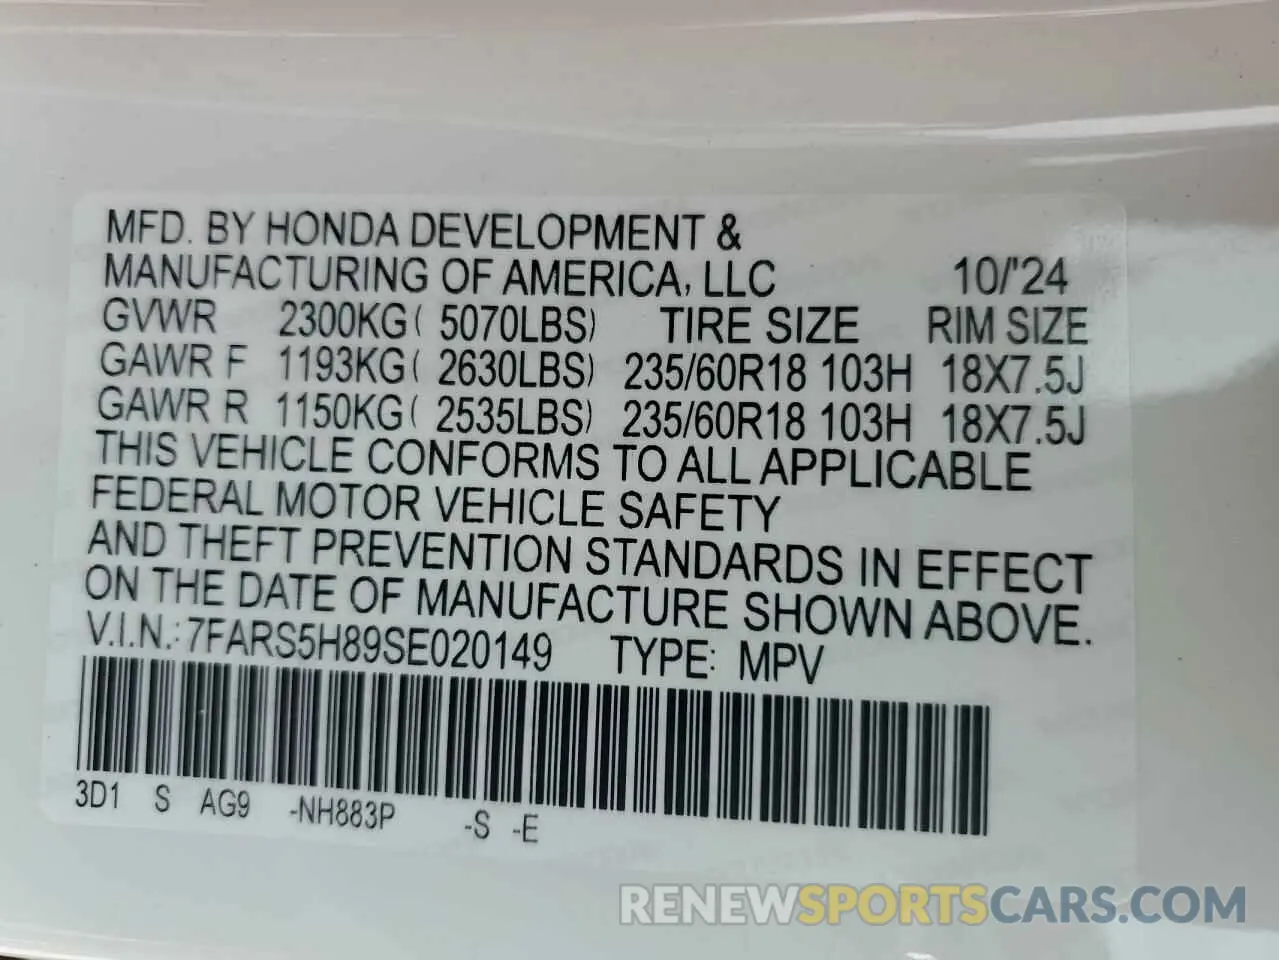 MFD. BY HONDA DEVELOPMENT &
MANUFACTURING OF AMERICA, LLC 10/'24
GVWR 2300KG( 5070LBS) TIRE SIZE RIM SIZE
GAWR F 1193KG( 2630LBS) 235/60R18 103H 18X7.5J
GAWR R 1150KG( 2535LBS) 235/60R18 103H 18X7.5J
THIS VEHICLE CONFORMS TO ALL APPLICABLE
FEDERAL MOTOR VEHICLE SAFETY
AND THEFT PREVENTION STANDARDS IN EFFECT
ON THE DATE OF MANUFACTURE SHOWN ABOVE.
V.I.N.: 7FARS5H89SE020149 TYPE: MPV
3D1 S AG9 -NH883P -S -E
RENEWSPORTSCARS.COM